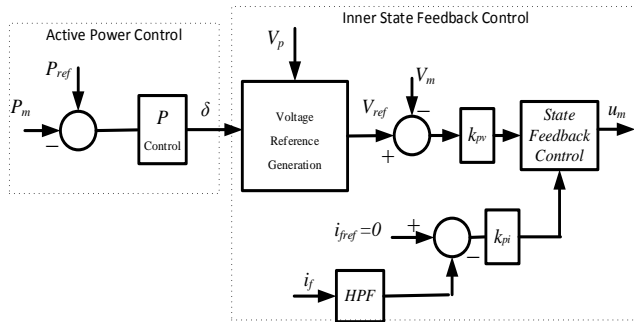 Active Power Control
Inner State Feedback Control
P_ref
P_m
−
P
Control
δ
V_p
Voltage
Reference
Generation
V_ref
+
V_m
−
k_pv
State
Feedback
Control
u_m
i_fref=0
+
−
k_pi
i_f
HPF